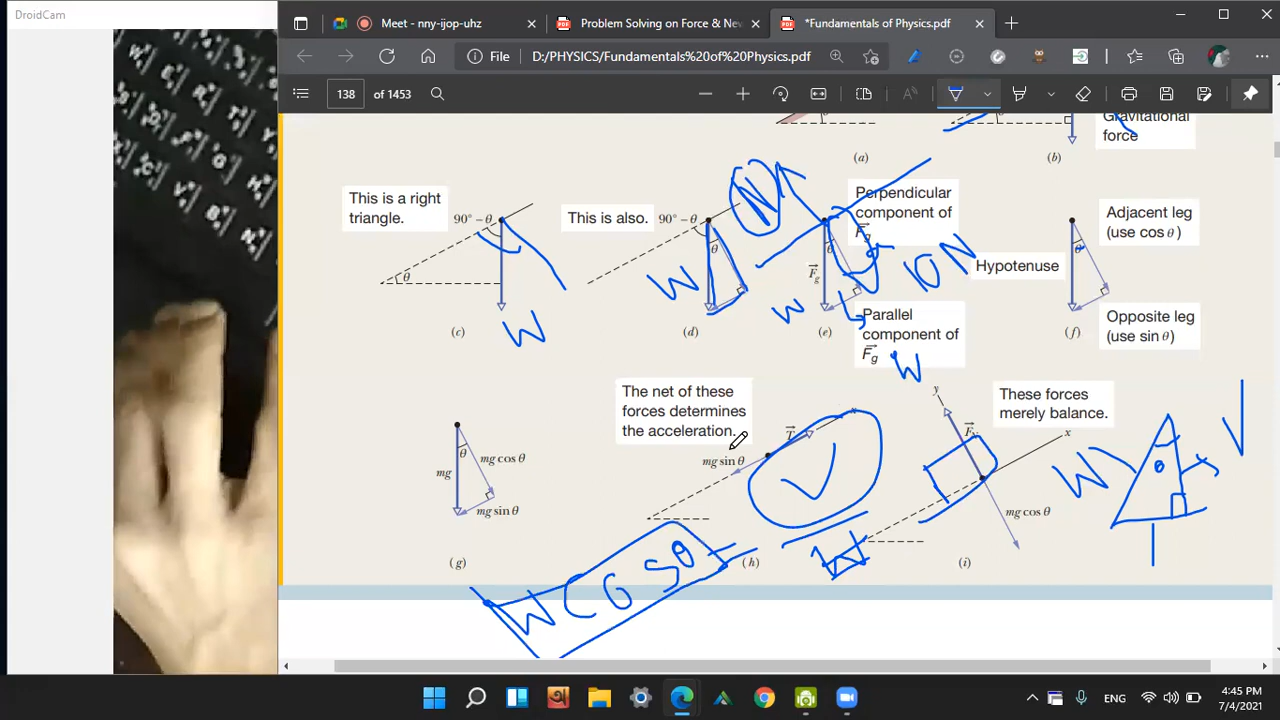 DroidCam
Meet - nny-ijop-uhz
Problem Solving on Force & Nev
*Fundamentals of Physics.pdf
File
D:/PHYSICS/Fundamentals%20of%20Physics.pdf
138 of 1453
Gravitational
force
(a)
(b)
This is a right
triangle.
90° – θ
θ
W
(c)
This is also.
90° – θ
θ
W
(d)
N
Perpendicular
component of
F⃗g
θ
F⃗g
W
10 N
Parallel
component of
F⃗g
W
(e)
Hypotenuse
θ
Adjacent leg
(use cos θ)
Opposite leg
(use sin θ)
(f)
θ
mg
mg cos θ
mg sin θ
(g)
The net of these
forces determines
the acceleration.
T⃗
x
mg sin θ
(h)
W COSθ
W
These forces
merely balance.
y
x
F⃗N
mg cos θ
(i)
W
θ
ENG
4:45 PM
7/4/2021